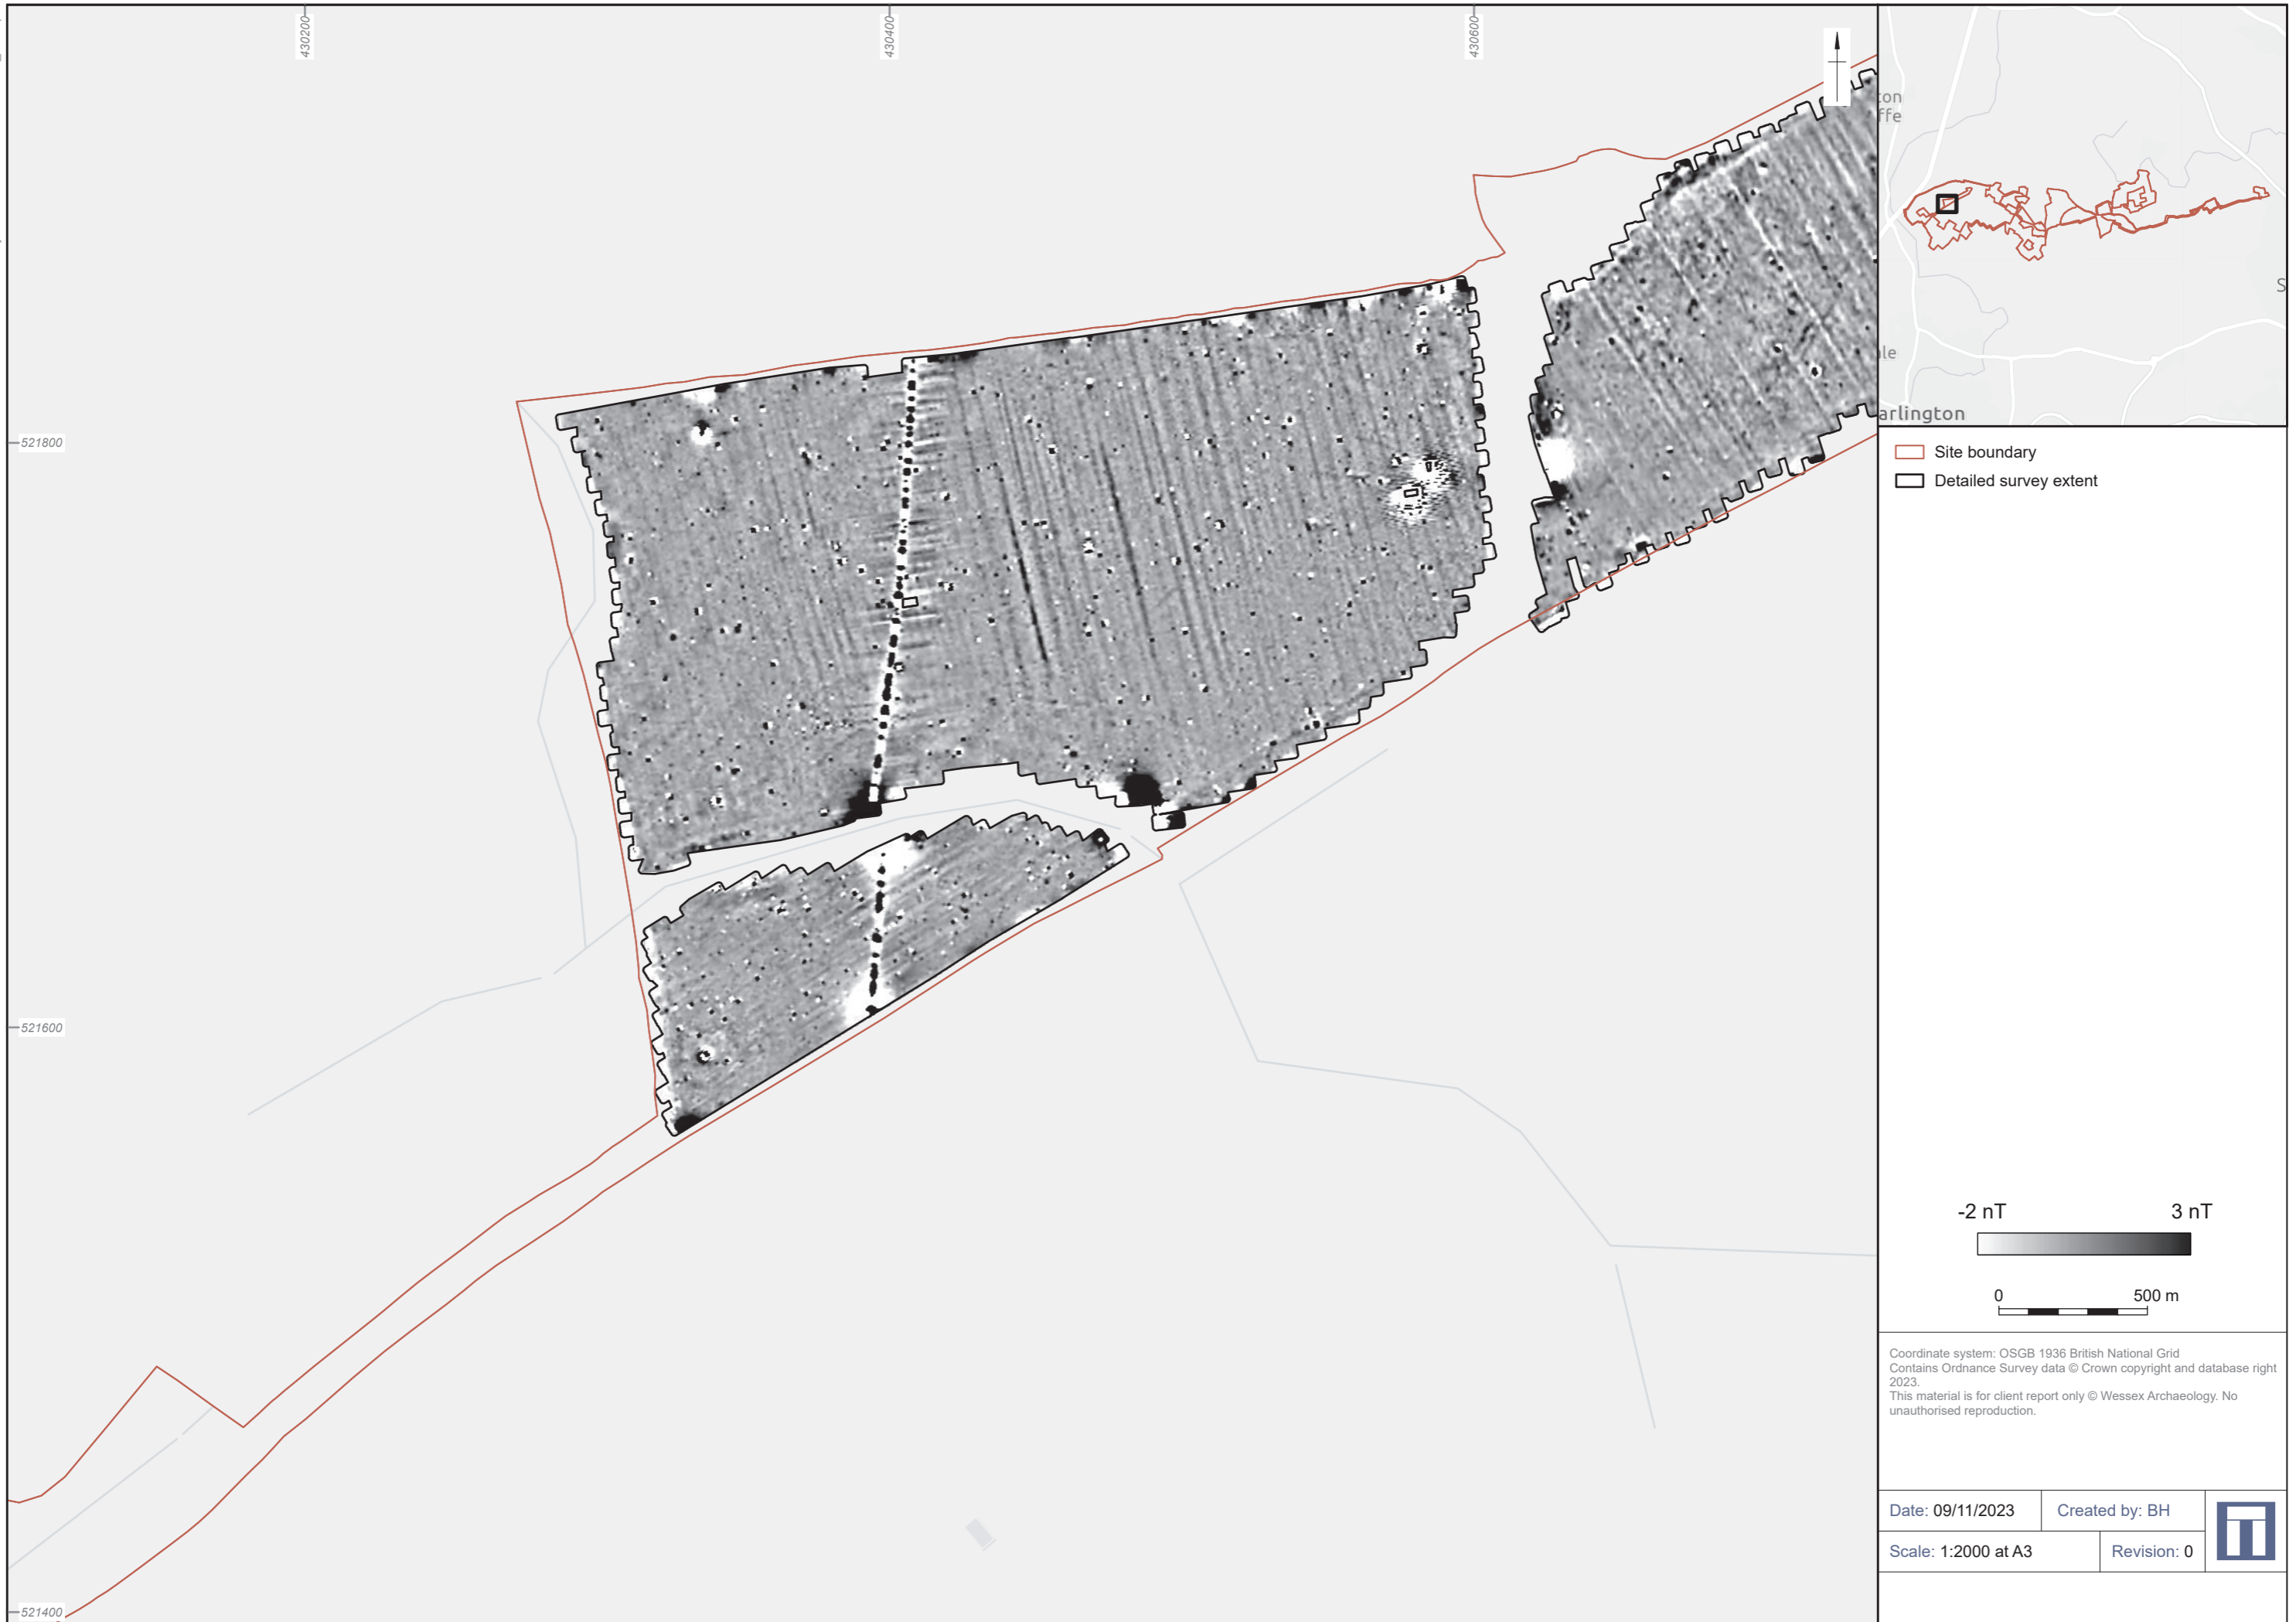 430200
430400
430600
521800
521600
521400
ton
ffe
le
arlington
S
Site boundary
Detailed survey extent
-2 nT 3 nT
0 500 m
Coordinate system: OSGB 1936 British National Grid
Contains Ordnance Survey data © Crown copyright and database right
2023.
This material is for client report only © Wessex Archaeology. No
unauthorised reproduction.
Date: 09/11/2023 Created by: BH
Scale: 1:2000 at A3 Revision: 0